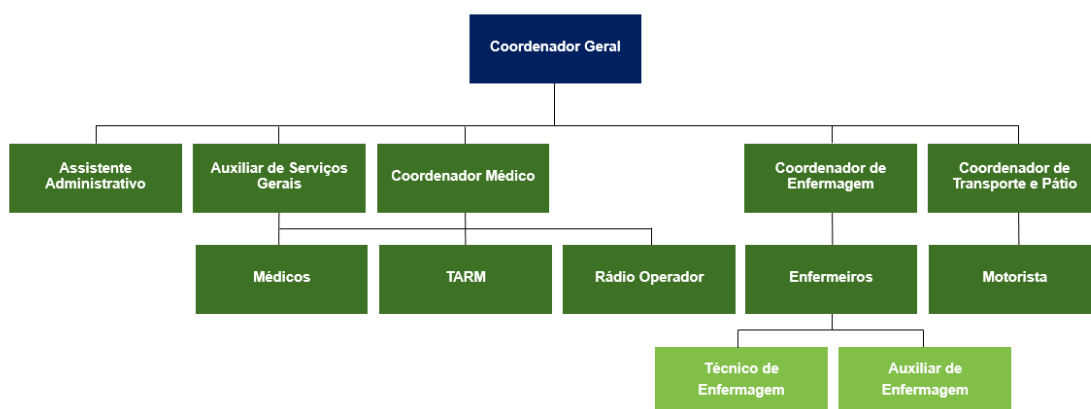 Coordenador Geral
Assistente
Administrativo
Auxiliar de Serviços
Gerais
Coordenador Médico
Coordenador de
Enfermagem
Coordenador de
Transporte e Pátio
Médicos
TARM
Rádio Operador
Enfermeiros
Motorista
Técnico de
Enfermagem
Auxiliar de
Enfermagem